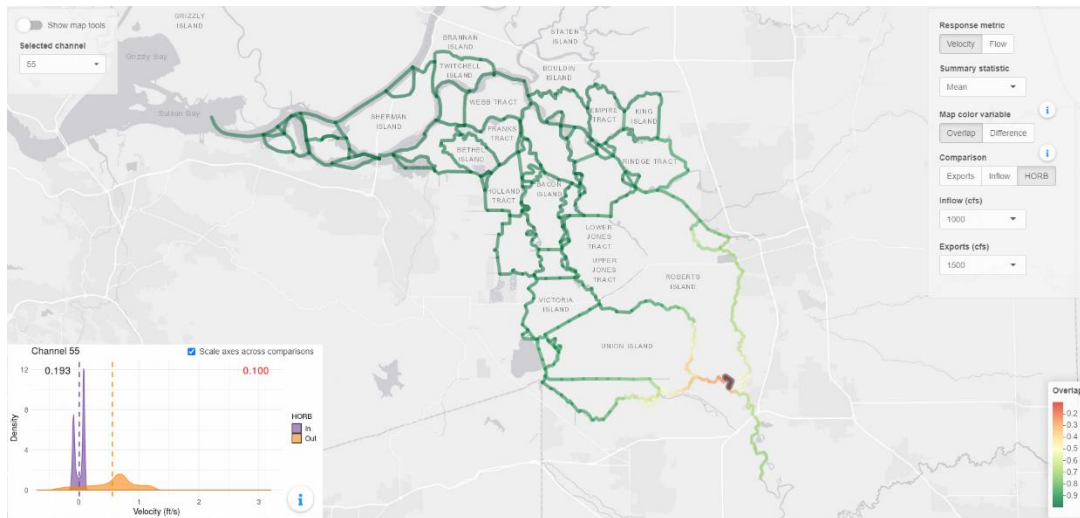 Show map tools
Selected channel
55
GRIZZLY
ISLAND
Grizzly Bay
Suisun Bay
BRANNAN
ISLAND
TWITCHELL
ISLAND
STATEN
ISLAND
BOULDIN
ISLAND
WEBB TRACT
SHERMAN
ISLAND
EMPIRE
TRACT
KING
ISLAND
FRANKS
TRACT
BETHEL
ISLAND
RINDGE TRACT
HOLLAND
TRACT
BACON
ISLAND
LOWER
JONES
TRACT
UPPER
JONES
TRACT
ROBERTS
ISLAND
VICTORIA
ISLAND
UNION ISLAND
Response metric
Velocity Flow
Summary statistic
Mean
Map color variable
Overlap Difference
Comparison
Exports Inflow HORB
Inflow (cfs)
1000
Exports (cfs)
1500
Channel 55
Scale axes across comparisons
0.193 0.100
12
8
4
0
Density
0 1 2 3
Velocity (ft/s)
HORB
In
Out
i
Overlap
0.2
0.3
0.4
0.5
0.6
0.7
0.8
0.9